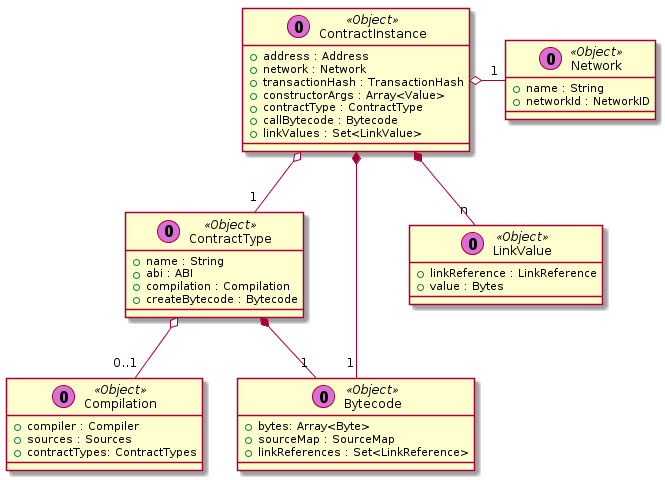 O «Object»
ContractInstance
address : Address
network : Network
transactionHash : TransactionHash
constructorArgs : Array<Value>
contractType : ContractType
callBytecode : Bytecode
linkValues : Set<LinkValue>
1
O «Object»
Network
name : String
networkId : NetworkID
1
n
O «Object»
ContractType
name : String
abi : ABI
compilation : Compilation
createBytecode : Bytecode
O «Object»
LinkValue
linkReference : LinkReference
value : Bytes
0..1
1
1
O «Object»
Compilation
compiler : Compiler
sources : Sources
contractTypes: ContractTypes
O «Object»
Bytecode
bytes: Array<Byte>
sourceMap : SourceMap
linkReferences : Set<LinkReference>